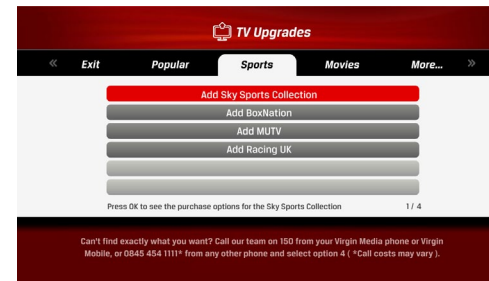 TV Upgrades
« Exit Popular Sports Movies More... »
Add Sky Sports Collection
Add BoxNation
Add MUTV
Add Racing UK
Press OK to see the purchase options for the Sky Sports Collection 1 / 4
Can't find exactly what you want? Call our team on 150 from your Virgin Media phone or Virgin
Mobile, or 0845 454 1111* from any other phone and select option 4 ( *Call costs may vary ).